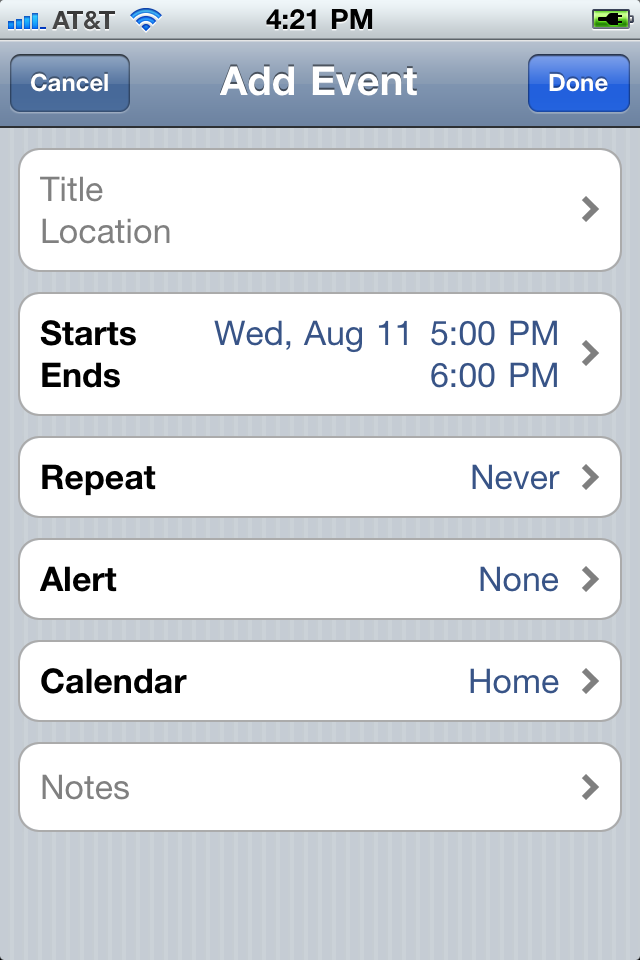 AT&T 4:21 PM
Cancel Add Event Done
Title
Location
Starts Wed, Aug 11 5:00 PM
Ends 6:00 PM
Repeat Never
Alert None
Calendar Home
Notes